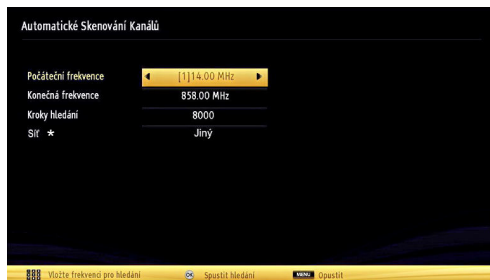 Automatické Skenování Kanálů
Počáteční frekvence [1]14.00 MHz
Konečná frekvence 858.00 MHz
Kroky hledání 8000
Síť * Jiný
Vložte frekvenci pro hledání OK Spustit hledání MENU Opustit